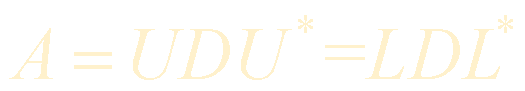 A = UDU* = LDL*